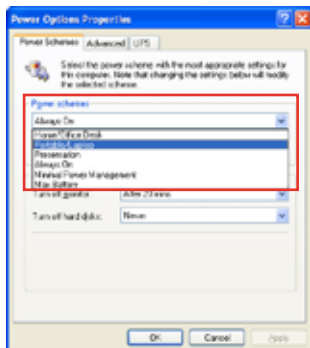 Power Options Properties
Power Schemes Advanced UPS
Select the power scheme with the most appropriate settings for
this computer. Note that changing the settings below will modify
the selected scheme.
Power schemes
Always On
Home/Office Desk
Portable/Laptop
Presentation
Always On
Minimal Power Management
Max Battery
Turn off monitor: After 20 mins
Turn off hard disks: Never
OK Cancel Apply